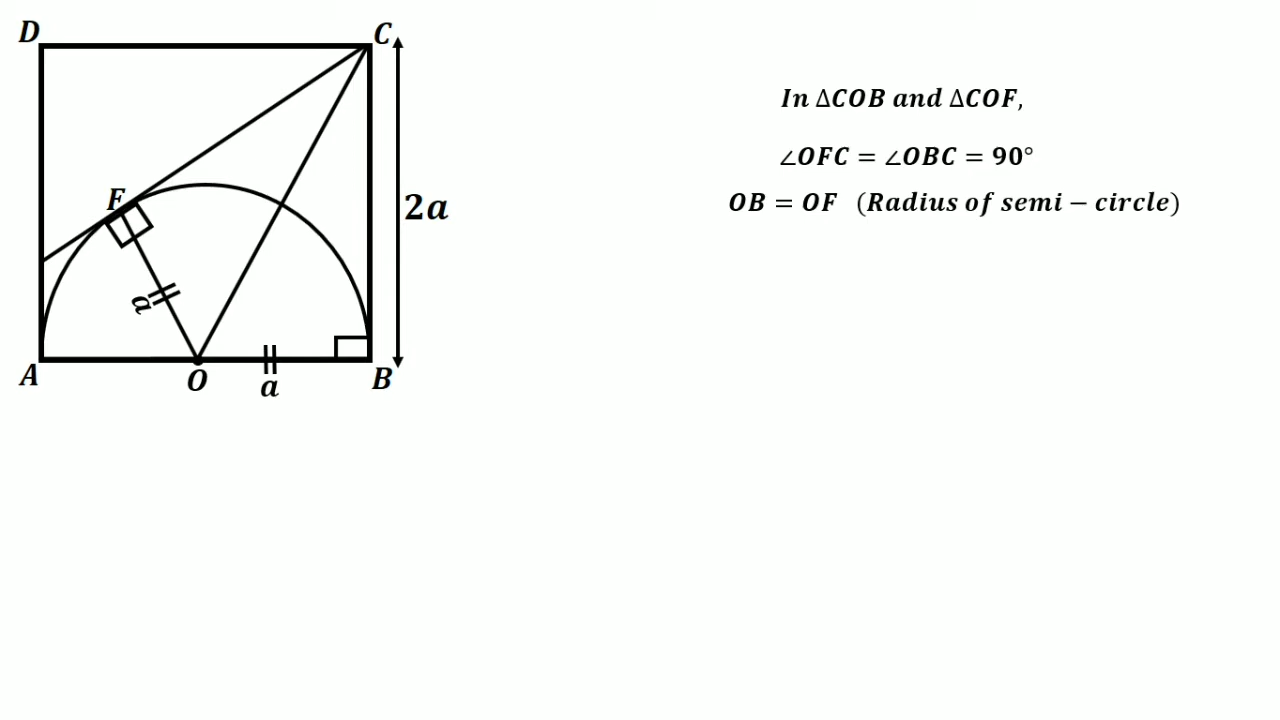 D
C
In ΔCOB and ΔCOF,
∠OFC = ∠OBC = 90°
F
2a
OB = OF (Radius of semi − circle)
a
A
O
a
B